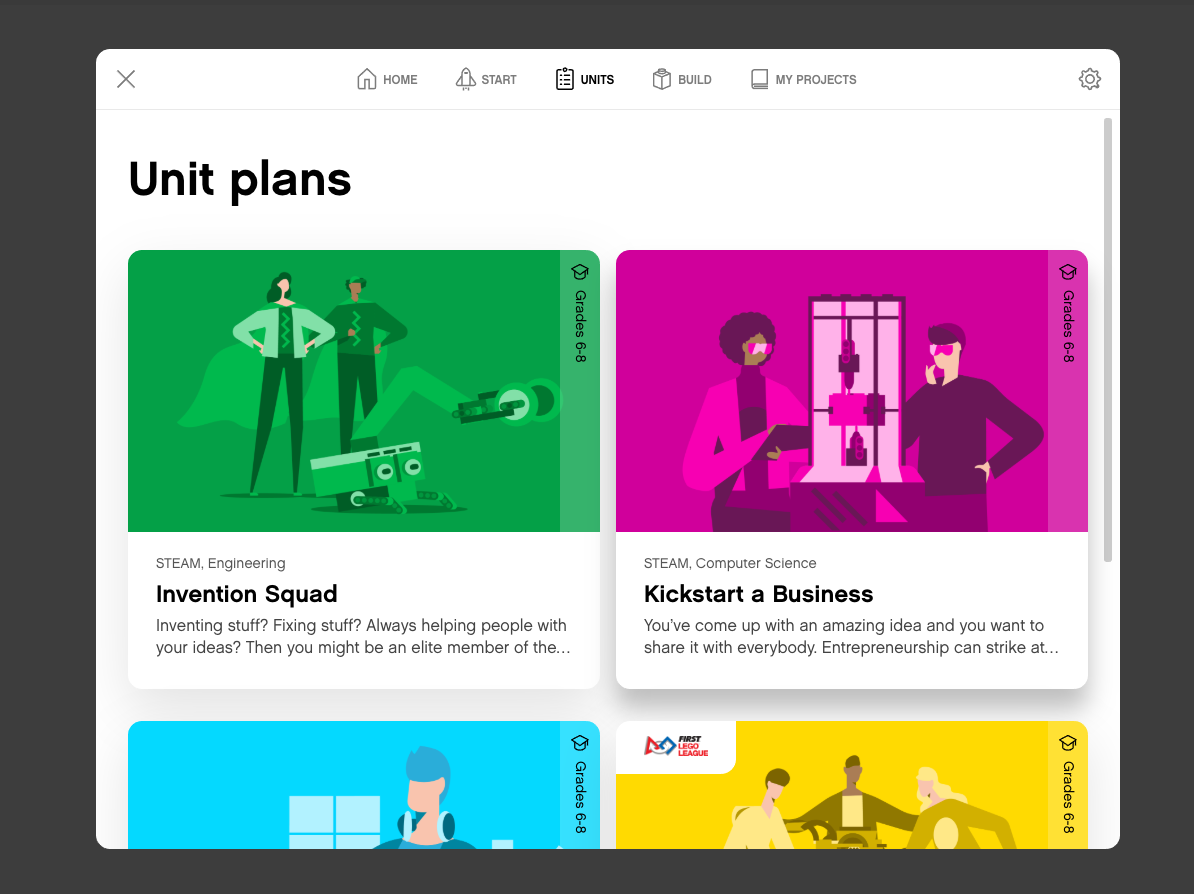 HOME
START
UNITS
BUILD
MY PROJECTS
Unit plans
Grades 6-8
Grades 6-8
STEAM, Engineering
Invention Squad
Inventing stuff? Fixing stuff? Always helping people with
your ideas? Then you might be an elite member of the...
STEAM, Computer Science
Kickstart a Business
You’ve come up with an amazing idea and you want to
share it with everybody. Entrepreneurship can strike at...
Grades 6-8
FIRST
LEGO
LEAGUE
Grades 6-8